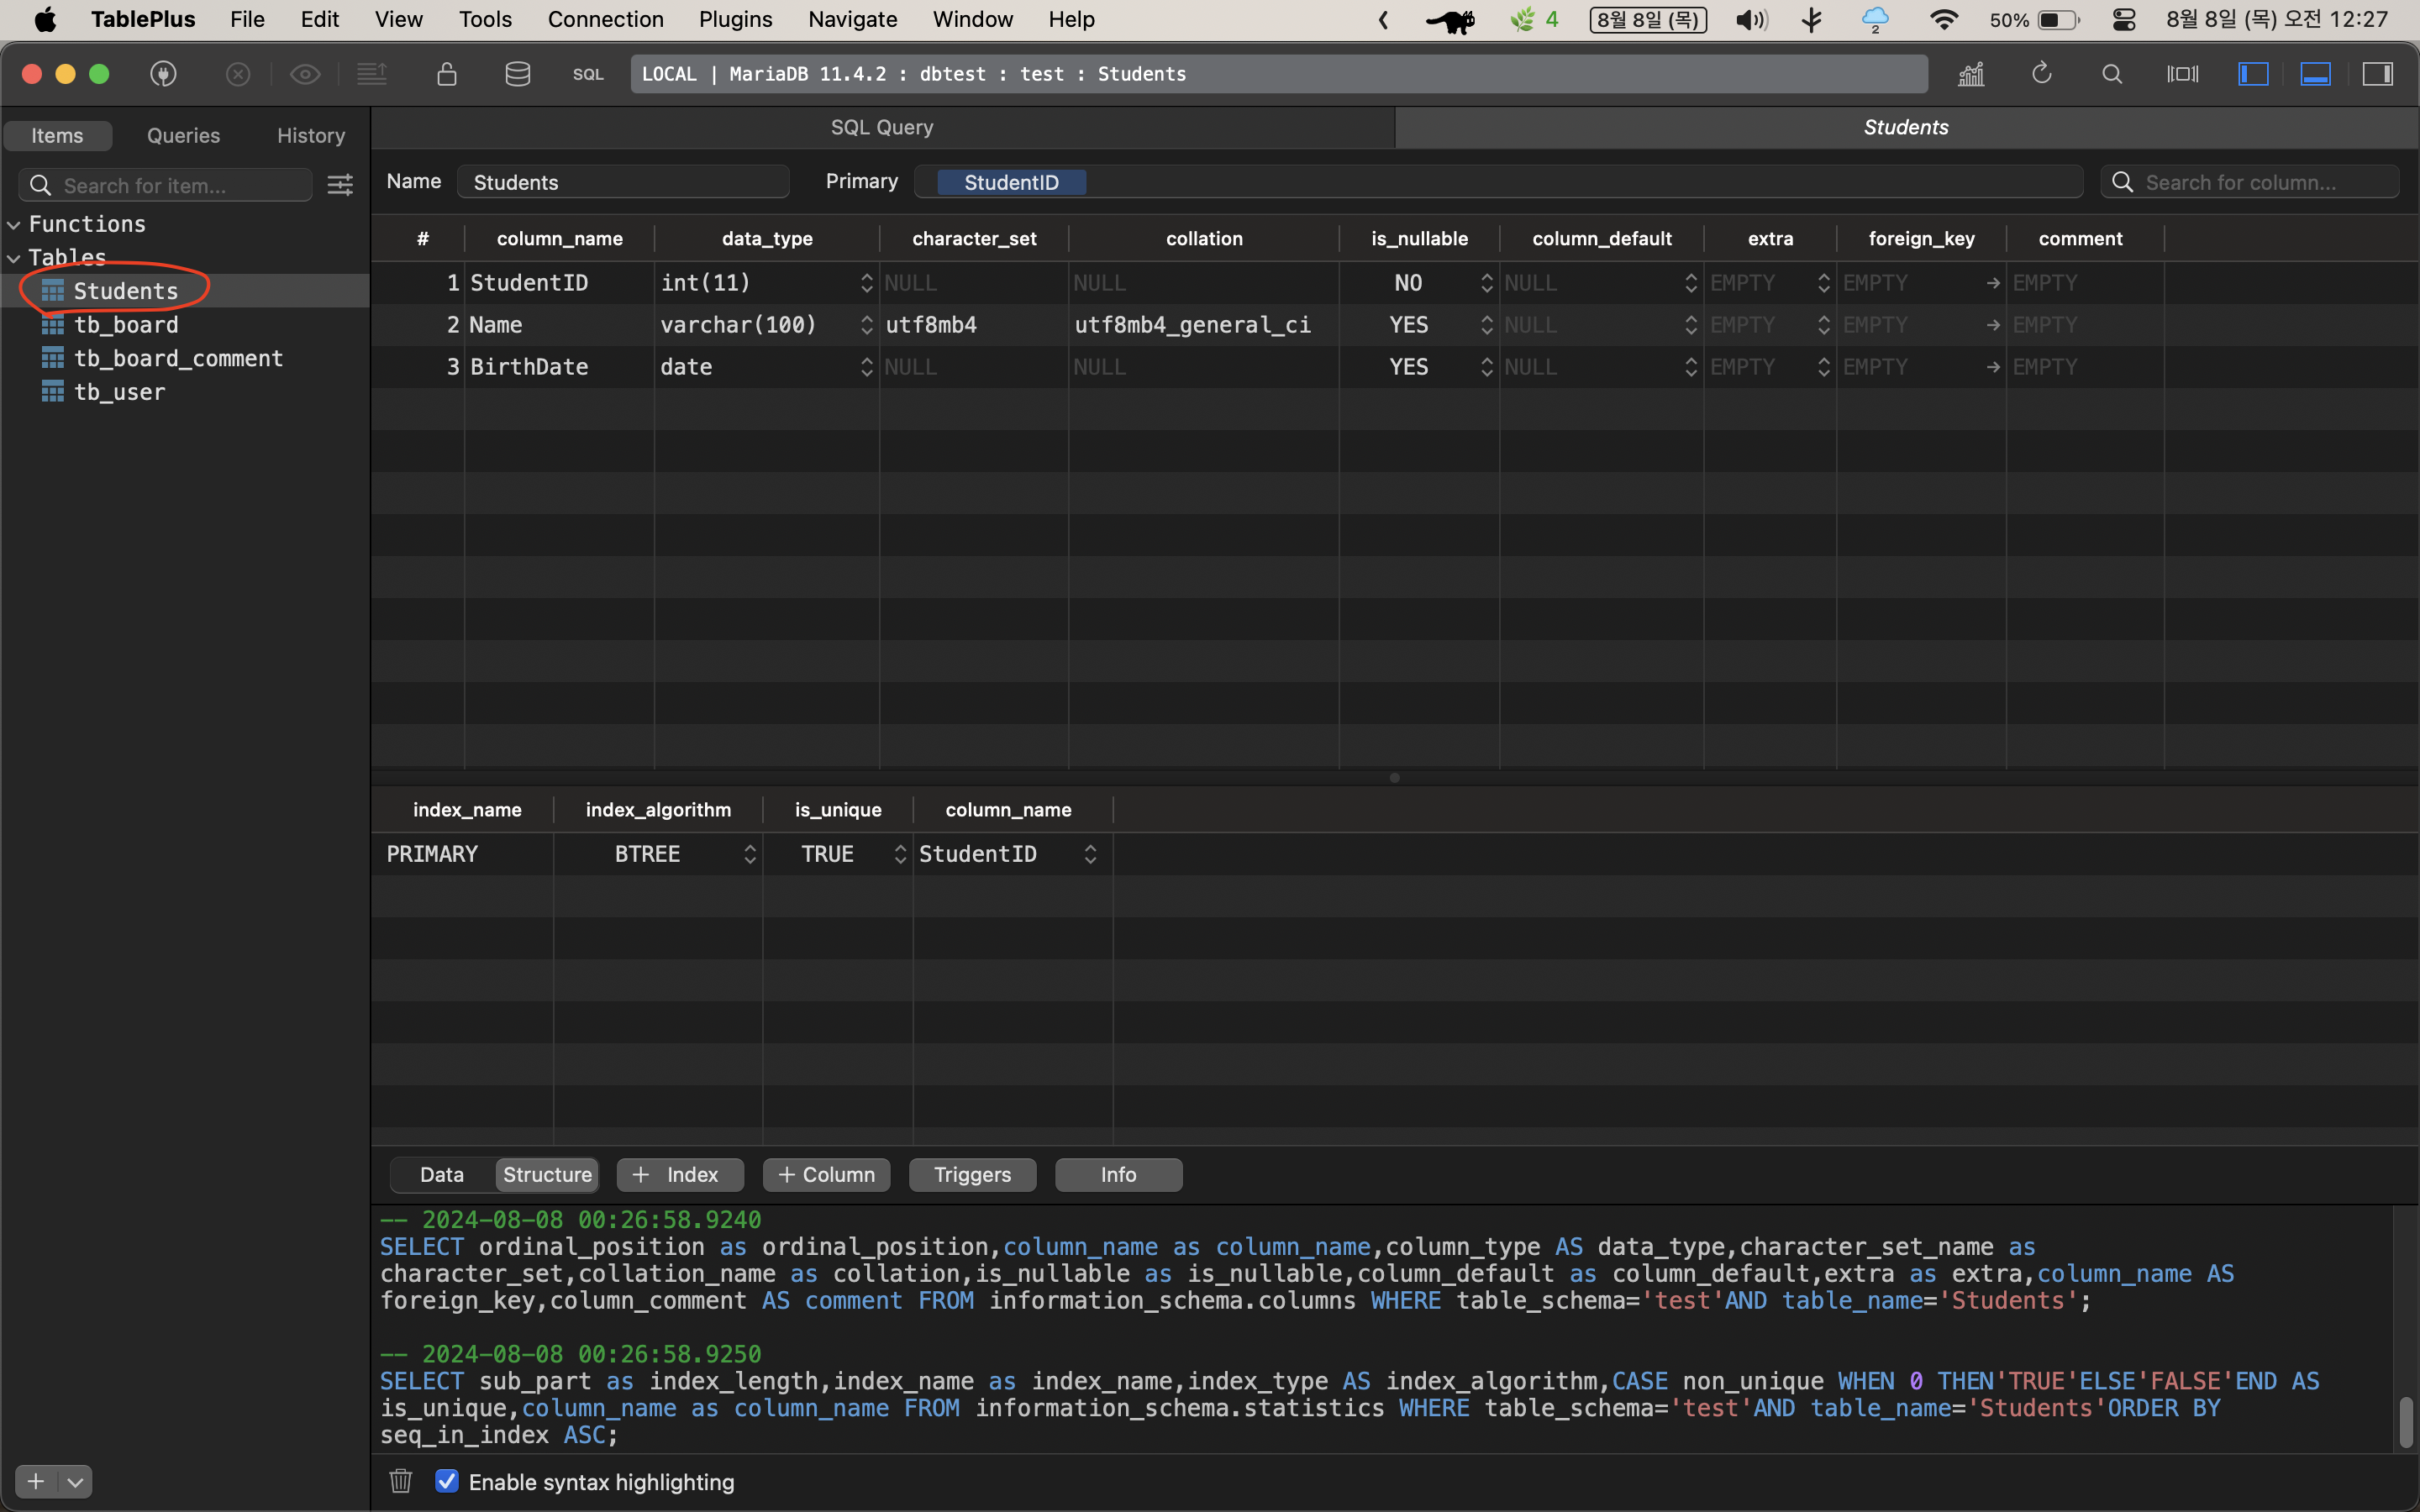 TablePlus File Edit View Tools Connection Plugins Navigate Window Help 4 8월 8일 (목) 2 50% 8월 8일 (목) 오전 12:27
SQL LOCAL | MariaDB 11.4.2 : dbtest : test : Students
Items Queries History
SQL Query Students
Search for item...
Name Students Primary StudentID Search for column...
Functions
Tables
Students
tb_board
tb_board_comment
tb_user
# column_name data_type character_set collation is_nullable column_default extra foreign_key comment
1 StudentID int(11) NULL NULL NO NULL EMPTY EMPTY EMPTY
2 Name varchar(100) utf8mb4 utf8mb4_general_ci YES NULL EMPTY EMPTY EMPTY
3 BirthDate date NULL NULL YES NULL EMPTY EMPTY EMPTY
index_name index_algorithm is_unique column_name
PRIMARY BTREE TRUE StudentID
Data Structure + Index + Column Triggers Info
-- 2024-08-08 00:26:58.9240
SELECT ordinal_position as ordinal_position,column_name as column_name,column_type AS data_type,character_set_name as
character_set,collation_name as collation,is_nullable as is_nullable,column_default as column_default,extra as extra,column_name AS
foreign_key,column_comment AS comment FROM information_schema.columns WHERE table_schema='test'AND table_name='Students';
-- 2024-08-08 00:26:58.9250
SELECT sub_part as index_length,index_name as index_name,index_type AS index_algorithm,CASE non_unique WHEN 0 THEN'TRUE'ELSE'FALSE'END AS
is_unique,column_name as column_name FROM information_schema.statistics WHERE table_schema='test'AND table_name='Students'ORDER BY
seq_in_index ASC;
Enable syntax highlighting